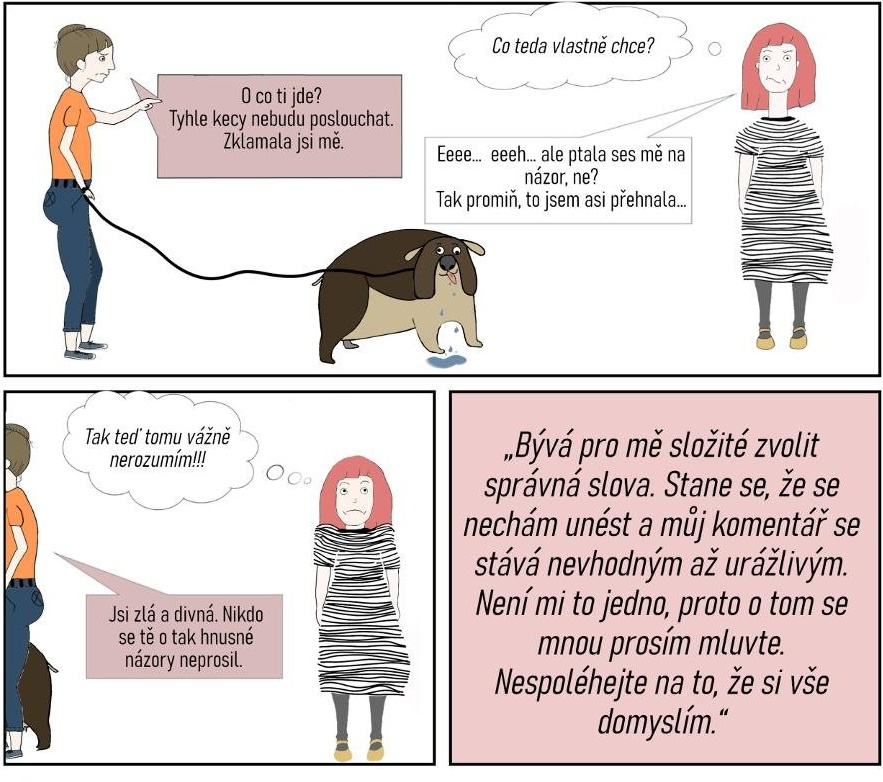 Co teda vlastně chce?
O co ti jde?
Tyhle kecy nebudu poslouchat.
Zklamala jsi mě.
Eeee... eeeh... ale ptala ses mě na
názor, ne?
Tak promiň, to jsem asi přehnala...
Tak teď tomu vážně
nerozumím!!!
Jsi zlá a divná. Nikdo
se tě o tak hnusné
názory neprosil.
„Bývá pro mě složité zvolit
správná slova. Stane se, že se
nechám unést a můj komentář se
stává nevhodným až urážlivým.
Není mi to jedno, proto o tom se
mnou prosím mluvte.
Nespoléhejte na to, že si vše
domyslím.“